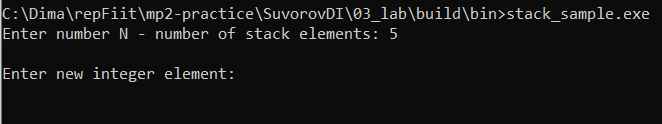 C:\Dima\repFiit\mp2-practice\SuvorovDI\03_lab\build\bin>stack_sample.exe
Enter number N - number of stack elements: 5
Enter new integer element: